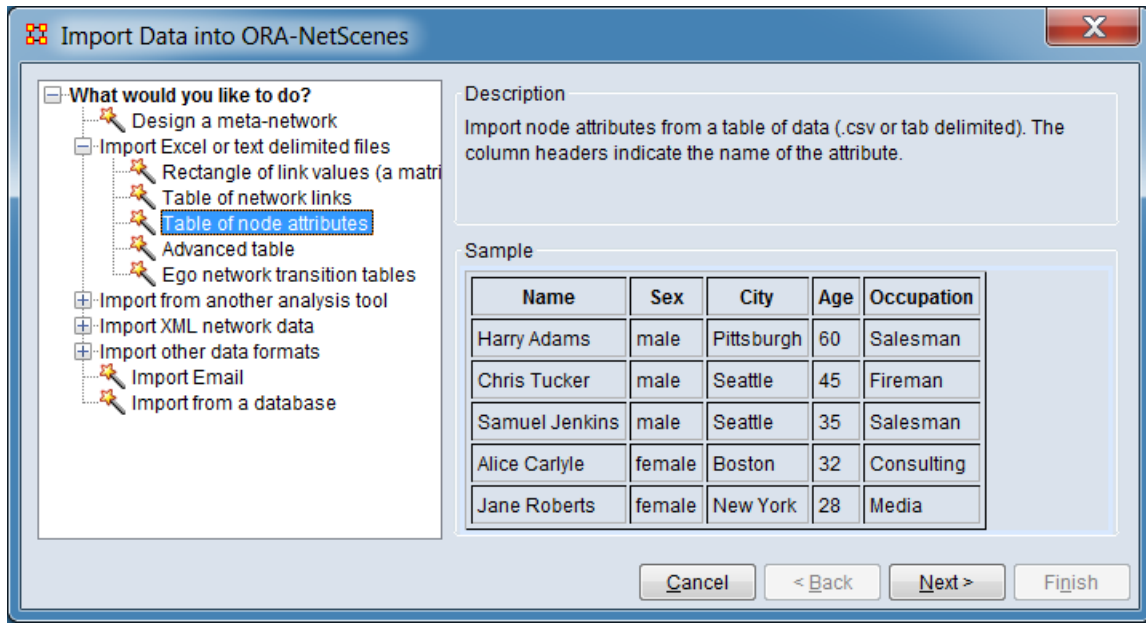 Import Data into ORA-NetScenes
X
What would you like to do?
Design a meta-network
Import Excel or text delimited files
Rectangle of link values (a matri
Table of network links
Table of node attributes
Advanced table
Ego network transition tables
Import from another analysis tool
Import XML network data
Import other data formats
Import Email
Import from a database
Description
Import node attributes from a table of data (.csv or tab delimited). The
column headers indicate the name of the attribute.
Sample
Name Sex City Age Occupation
Harry Adams male Pittsburgh 60 Salesman
Chris Tucker male Seattle 45 Fireman
Samuel Jenkins male Seattle 35 Salesman
Alice Carlyle female Boston 32 Consulting
Jane Roberts female New York 28 Media
Cancel < Back Next > Finish